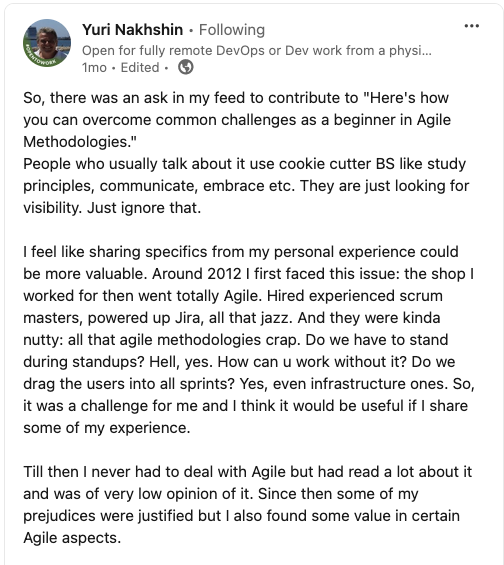 Yuri Nakhshin • Following
Open for fully remote DevOps or Dev work from a physi...
1mo • Edited •
So, there was an ask in my feed to contribute to "Here's how
you can overcome common challenges as a beginner in Agile
Methodologies."
People who usually talk about it use cookie cutter BS like study
principles, communicate, embrace etc. They are just looking for
visibility. Just ignore that.
I feel like sharing specifics from my personal experience could
be more valuable. Around 2012 I first faced this issue: the shop I
worked for then went totally Agile. Hired experienced scrum
masters, powered up Jira, all that jazz. And they were kinda
nutty: all that agile methodologies crap. Do we have to stand
during standups? Hell, yes. How can u work without it? Do we
drag the users into all sprints? Yes, even infrastructure ones. So,
it was a challenge for me and I think it would be useful if I share
some of my experience.
Till then I never had to deal with Agile but had read a lot about it
and was of very low opinion of it. Since then some of my
prejudices were justified but I also found some value in certain
Agile aspects.